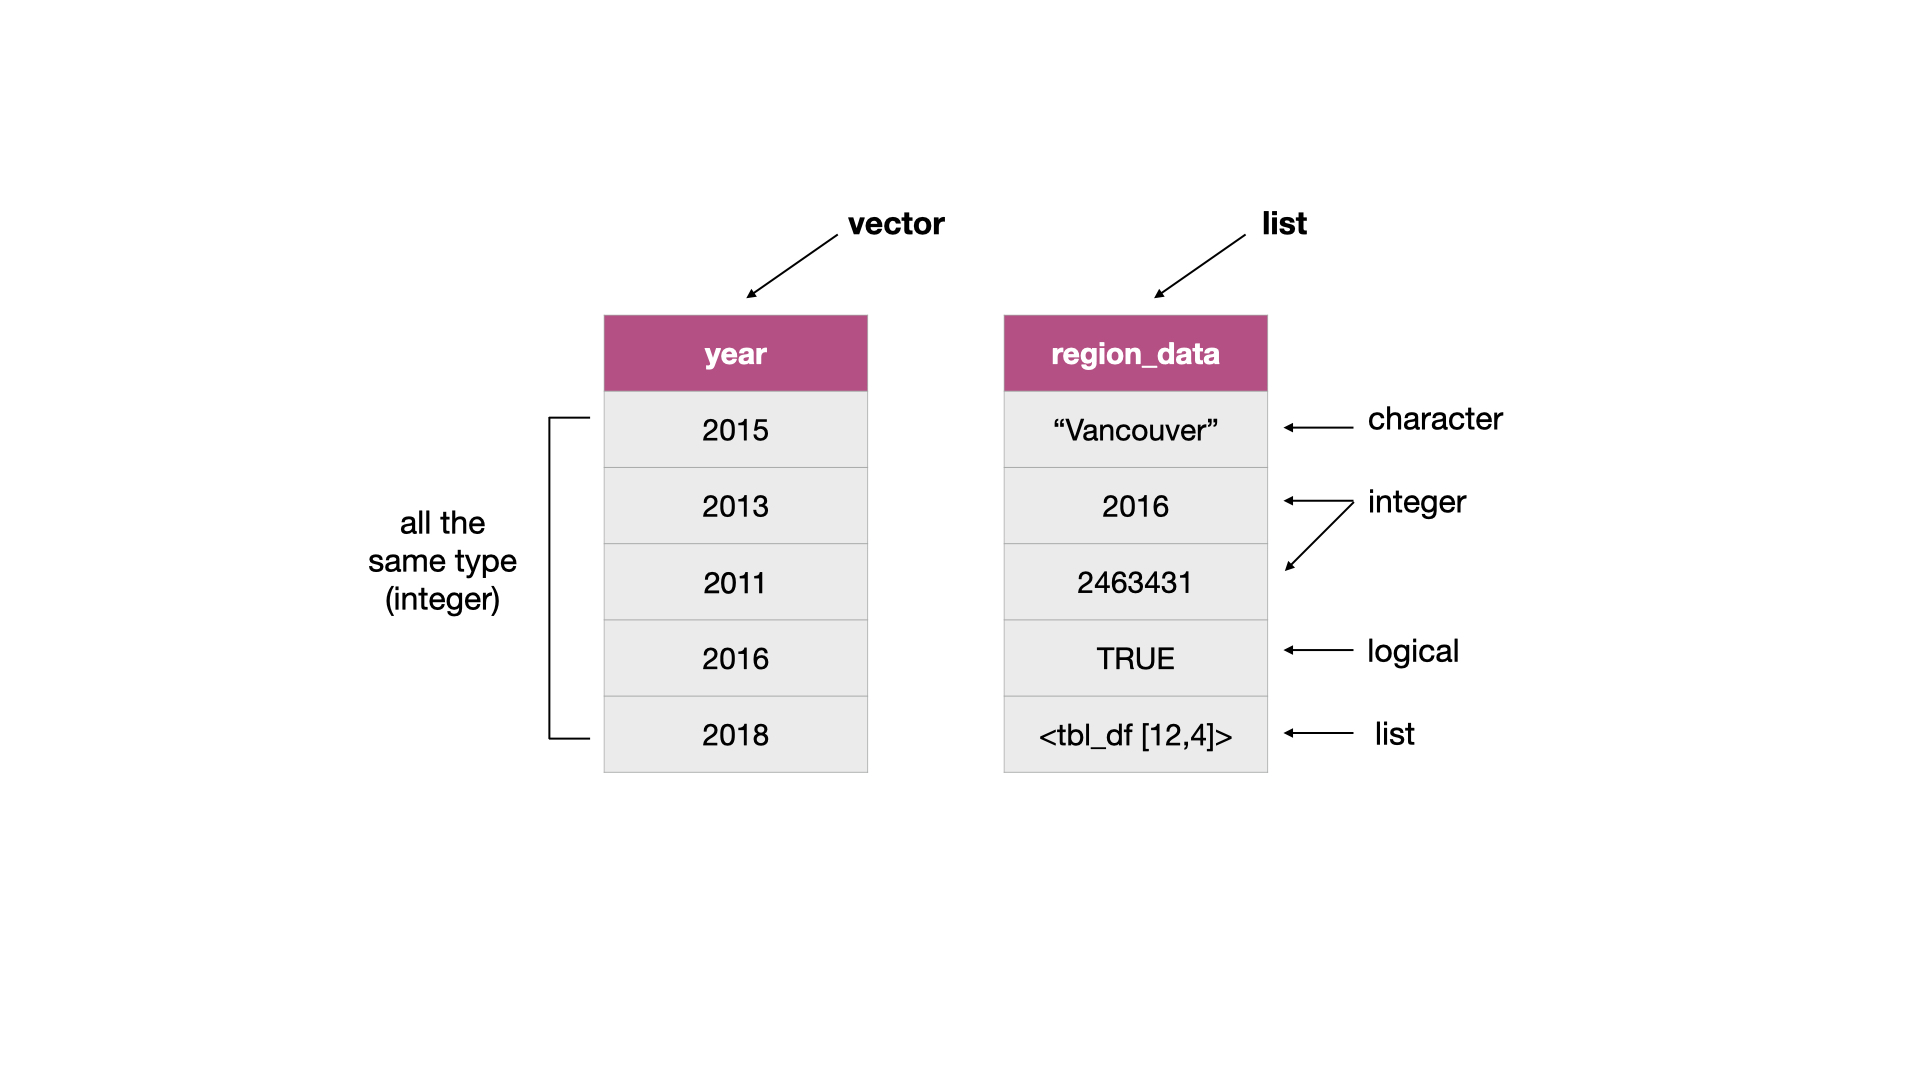 vector
list
year
region_data
all the
same type
(integer)
2015
2013
2011
2016
2018
“Vancouver”
2016
2463431
TRUE
<tbl_df [12,4]>
character
integer
logical
list